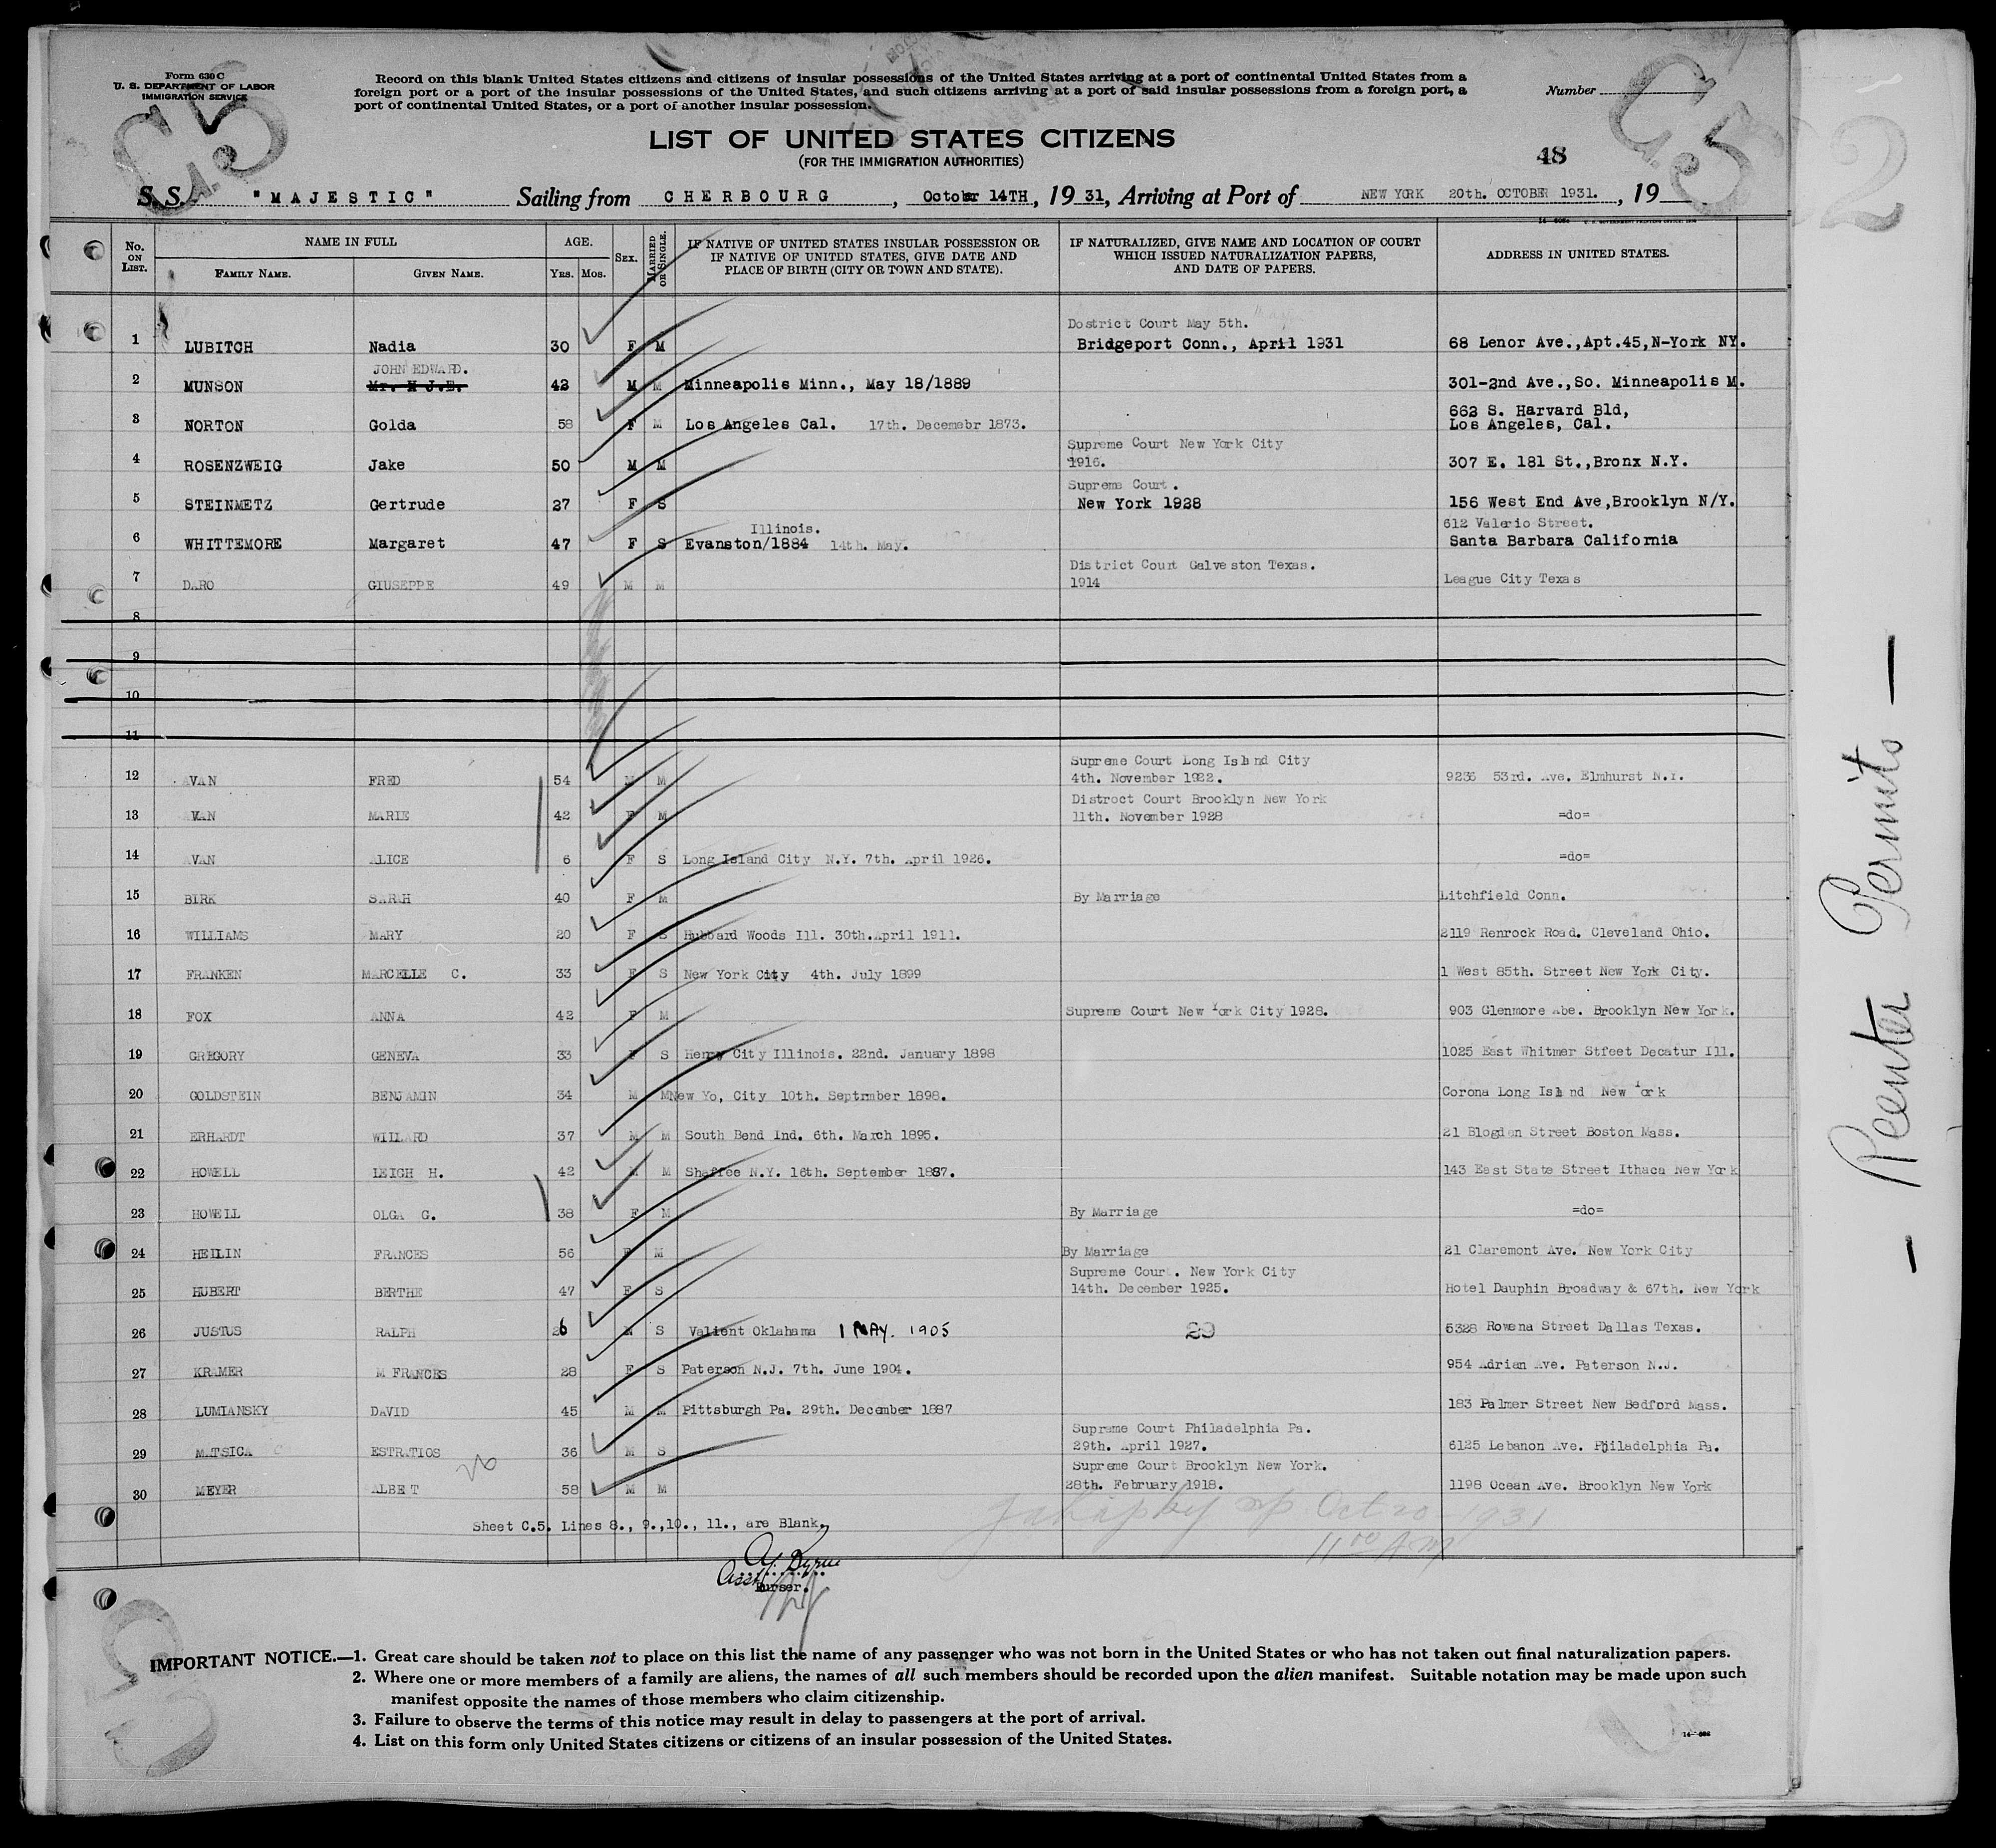 Form 630 C
U. S. DEPARTMENT OF LABOR
IMMIGRATION SERVICE
C.5
Record on this blank United States citizens and citizens of insular possessions of the United States arriving at a port of continental United States from a
foreign port or a port of the insular possessions of the United States, and such citizens arriving at a port of said insular possessions from a foreign port, a
port of continental United States, or a port of another insular possession.
Number
C.5
2
LIST OF UNITED STATES CITIZENS
(FOR THE IMMIGRATION AUTHORITIES)
48
S. S. "MAJESTIC" Sailing from CHERBOURG, October 14TH, 19 31, Arriving at Port of NEW YORK 20th. OCTOBER 1931., 19
No. ON LIST. NAME IN FULL AGE. SEX. MARRIED OR SINGLE. IF NATIVE OF UNITED STATES INSULAR POSSESSION OR IF NATIVE OF UNITED STATES, GIVE DATE AND PLACE OF BIRTH (CITY OR TOWN AND STATE). IF NATURALIZED, GIVE NAME AND LOCATION OF COURT WHICH ISSUED NATURALIZATION PAPERS, AND DATE OF PAPERS. ADDRESS IN UNITED STATES.
FAMILY NAME. GIVEN NAME. YRS. MOS.
Dostrict Court May 5th.
1 LUBITCH Nadia 30 F M Bridgeport Conn., April 1931 68 Lenor Ave.,Apt.45,N-York NY.
JOHN EDWARD.
2 MUNSON Mr. H J.E. 42 M M Minneapolis Minn., May 18/1889 301-2nd Ave.,So. Minneapolis M.
662 S. Harvard Bld,
3 NORTON Golda 58 F M Los Angeles Cal. 17th. Decemebr 1873. Los Angeles, Cal.
Supreme Court New York City
4 ROSENZWEIG Jake 50 M M 1916. 307 E. 181 St.,Bronx N.Y.
Supreme Court.
5 STEINMETZ Gertrude 27 F S New York 1928 156 West End Ave,Brooklyn N/Y.
Illinois. 612 Valerio Street.
6 WHITTEMORE Margaret 47 F S Evanston/1884 14th. May. Santa Barbara California
District Court Galveston Texas.
7 DARO GIUSEPPE 49 M M 1914 League City Texas
8
9
10
11
Supreme Court Long Island City
12 VAN FRED 54 M M 4th. November 1922. 9236 53rd. Ave. Elmhurst N.Y.
Distroct Court Brooklyn New York
13 VAN MARIE 42 F M 11th. November 1928 =do=
14 VAN ALICE 6 F S Long Island City N.Y. 7th. April 1926. =do=
15 BIRK SARAH 40 F M By Marriage Litchfield Conn.
16 WILLIAMS MARY 20 F S Hubbard Woods Ill. 30th.April 1911. 2119 Renrock Road. Cleveland Ohio.
17 FRANKEN MARCELLE C. 33 F S New York City 4th. July 1899 1 West 85th. Street New York City.
18 FOX ANNA 42 F M Supreme Court New York City 1928. 903 Glenmore Abe. Brooklyn New York.
19 GREGORY GENEVA 33 F S Henry City Illinois. 22nd. January 1898 1025 East Whitmer Stfeet Decatur Ill.
20 GOLDSTEIN BENJAMIN 34 M M New Yo, City 10th. Septrmber 1898. Corona Long Island New York
21 ERHARDT WILLARD 37 M M South Bend Ind. 6th. March 1895. 21 Blogden Street Boston Mass.
22 HOWELL LEIGH H. 42 M M Shaffee N.Y. 16th. September 1887. 143 East State Street Ithaca New York
23 HOWELL OLGA G. 38 F M By Marriage =do=
24 HEILIN FRANCES 56 F M By Marriage 21 Claremont Ave. New York City
Supreme Court. New York City
25 HUBERT BERTHE 47 F S 14th. December 1925. Hotel Dauphin Broadway & 67th. New York
26 JUSTUS RALPH 26 M S Valient Oklahama 1 MAY. 1905 20 5328 Rowena Street Dallas Texas.
27 KRAMER M FRANCES 28 F S Paterson N.J. 7th. June 1904. 954 Adrian Ave. Paterson N.J.
28 LUMIANSKY DAVID 45 M M Pittsburgh Pa. 29th. December 1887 183 Palmer Street New Bedford Mass.
Supreme Court Philadelphia Pa.
29 MATSICA ESTRATIOS 36 M S 29th. April 1927. 6125 Lebanon Ave. Philadelphia Pa.
Supreme Court Brooklyn New York.
30 MEYER ALBE T 58 M M 28th. February 1918. 1198 Ocean Ave. Brooklyn New York
Oct 20 1931
11 00 AM
Sheet C.5. Lines 8., 9.,10., 11., are Blank.
Asst
Purser.
IMPORTANT NOTICE.—1. Great care should be taken not to place on this list the name of any passenger who was not born in the United States or who has not taken out final naturalization papers.
2. Where one or more members of a family are aliens, the names of all such members should be recorded upon the alien manifest. Suitable notation may be made upon such
manifest opposite the names of those members who claim citizenship.
3. Failure to observe the terms of this notice may result in delay to passengers at the port of arrival.
4. List on this form only United States citizens or citizens of an insular possession of the United States.
- Reenter Permits -